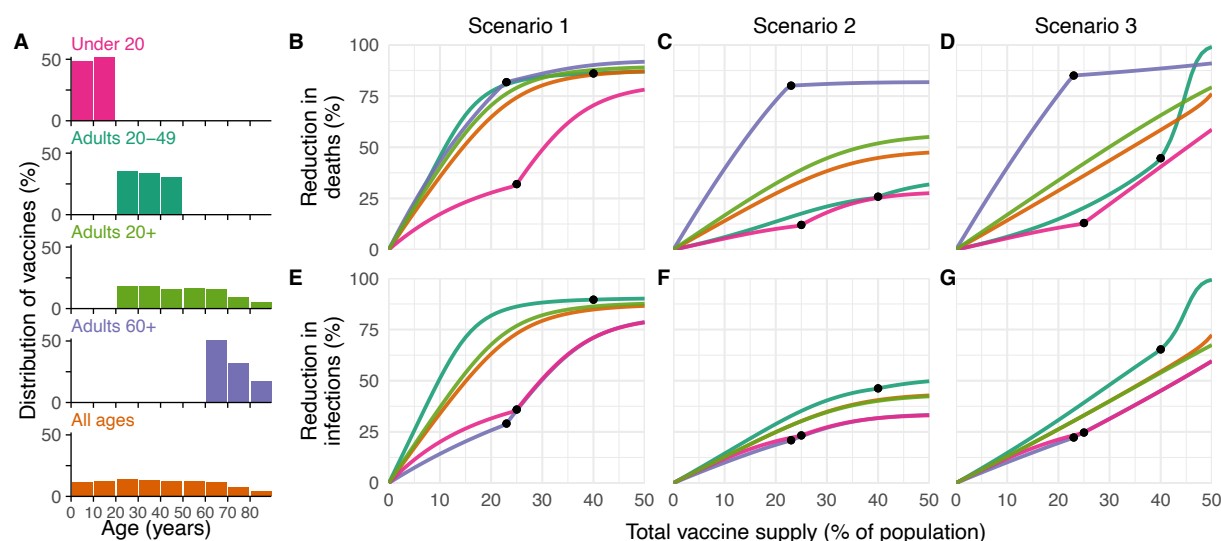 Scenario 1
Scenario 2
Scenario 3
A
Under 20
50
0
Adults 20–49
50
0
Adults 20+
50
0
Adults 60+
50
0
All ages
50
0
0 10 20 30 40 50 60 70 80
Age (years)
Distribution of vaccines (%)
B
C
D
Reduction in
deaths (%)
100
75
50
25
0
E
F
G
Reduction in
infections (%)
100
75
50
25
0
0 10 20 30 40 50
0 10 20 30 40 50
0 10 20 30 40 50
Total vaccine supply (% of population)